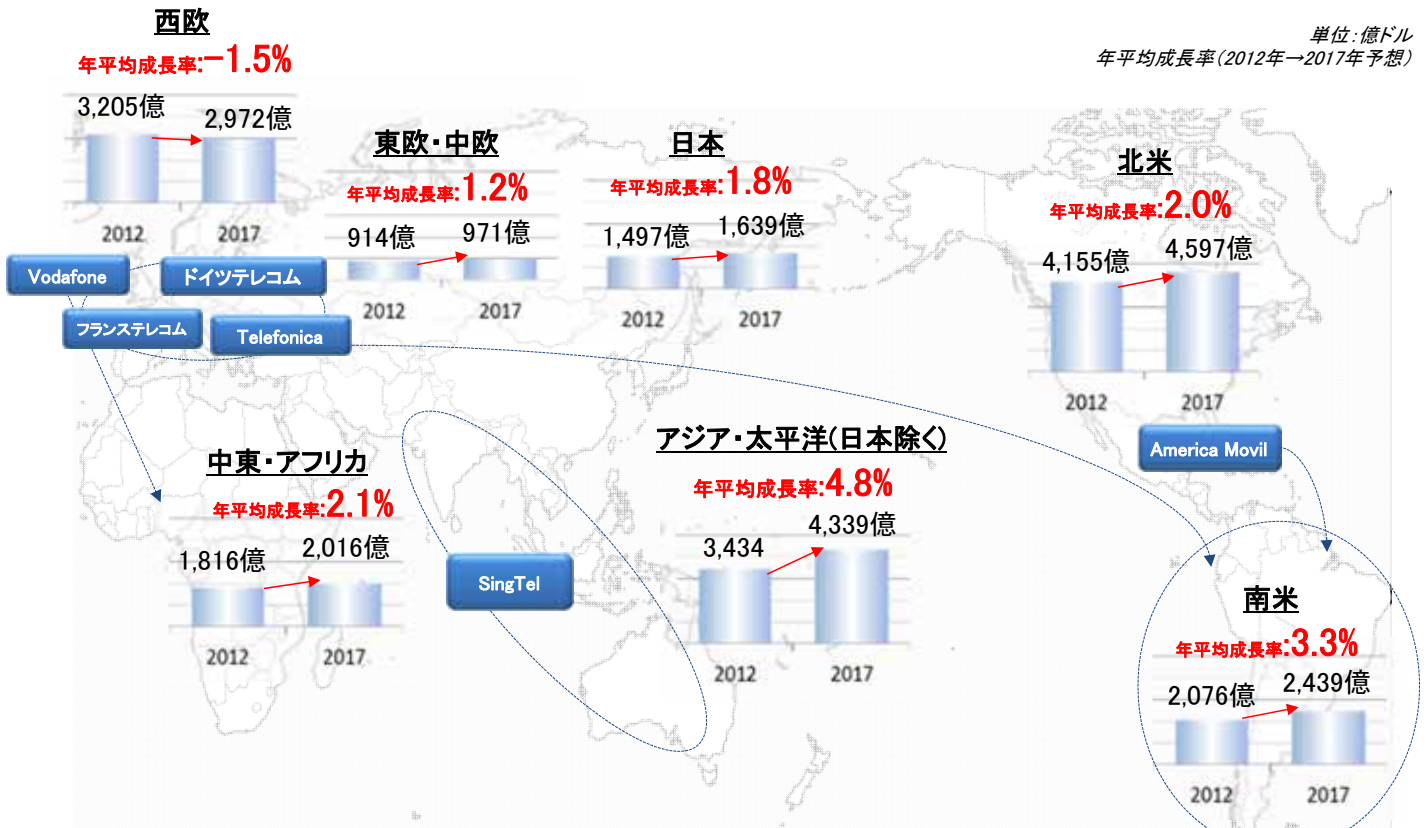 西欧
年平均成長率:-1.5%
3,205億
2,972億
2012
2017
単位:億ドル
年平均成長率(2012年→2017年予想)
東欧・中欧
年平均成長率:1.2%
914億
971億
2012
2017
日本
年平均成長率:1.8%
1,497億
1,639億
2012
2017
北米
年平均成長率:2.0%
4,155億
4,597億
2012
2017
Vodafone
ドイツテレコム
フランステレコム
Telefonica
中東・アフリカ
年平均成長率:2.1%
1,816億
2,016億
2012
2017
SingTel
アジア・太平洋(日本除く)
年平均成長率:4.8%
3,434
4,339億
2012
2017
America Movil
南米
年平均成長率:3.3%
2,076億
2,439億
2012
2017